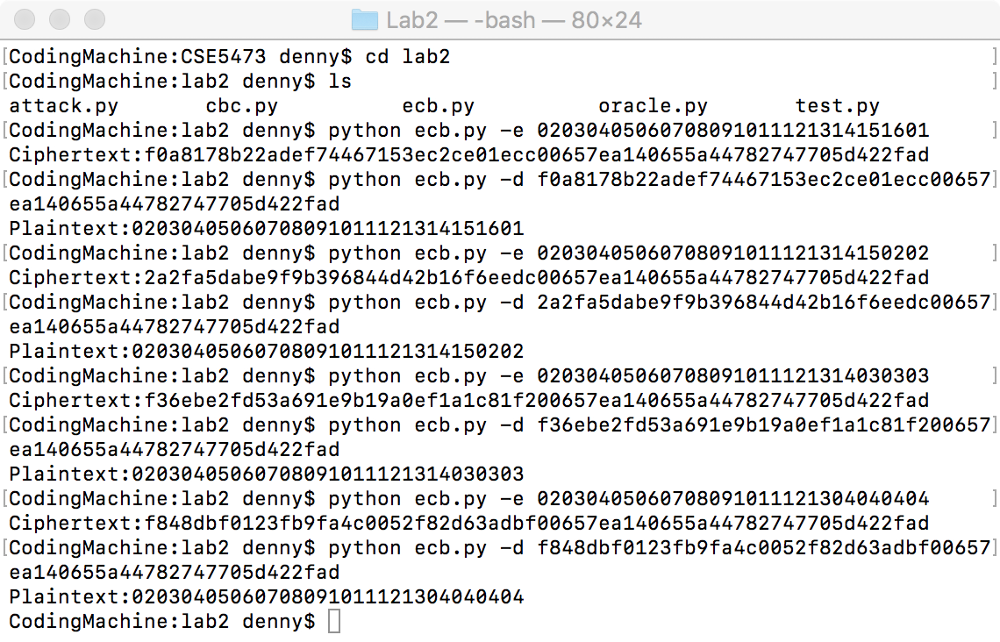 Lab2 — -bash — 80×24
[CodingMachine:CSE5473 denny$ cd lab2 ]
[CodingMachine:lab2 denny$ ls ]
attack.py cbc.py ecb.py oracle.py test.py
[CodingMachine:lab2 denny$ python ecb.py -e 02030405060708091011121314151601 ]
Ciphertext:f0a8178b22adef74467153ec2ce01ecc00657ea140655a44782747705d422fad
[CodingMachine:lab2 denny$ python ecb.py -d f0a8178b22adef74467153ec2ce01ecc00657]
ea140655a44782747705d422fad
Plaintext:02030405060708091011121314151601
[CodingMachine:lab2 denny$ python ecb.py -e 02030405060708091011121314150202 ]
Ciphertext:2a2fa5dabe9f9b396844d42b16f6eedc00657ea140655a44782747705d422fad
[CodingMachine:lab2 denny$ python ecb.py -d 2a2fa5dabe9f9b396844d42b16f6eedc00657]
ea140655a44782747705d422fad
Plaintext:02030405060708091011121314150202
[CodingMachine:lab2 denny$ python ecb.py -e 02030405060708091011121314030303 ]
Ciphertext:f36ebe2fd53a691e9b19a0ef1a1c81f200657ea140655a44782747705d422fad
[CodingMachine:lab2 denny$ python ecb.py -d f36ebe2fd53a691e9b19a0ef1a1c81f200657]
ea140655a44782747705d422fad
Plaintext:02030405060708091011121314030303
[CodingMachine:lab2 denny$ python ecb.py -e 02030405060708091011121304040404 ]
Ciphertext:f848dbf0123fb9fa4c0052f82d63adbf00657ea140655a44782747705d422fad
[CodingMachine:lab2 denny$ python ecb.py -d f848dbf0123fb9fa4c0052f82d63adbf00657]
ea140655a44782747705d422fad
Plaintext:02030405060708091011121304040404
CodingMachine:lab2 denny$